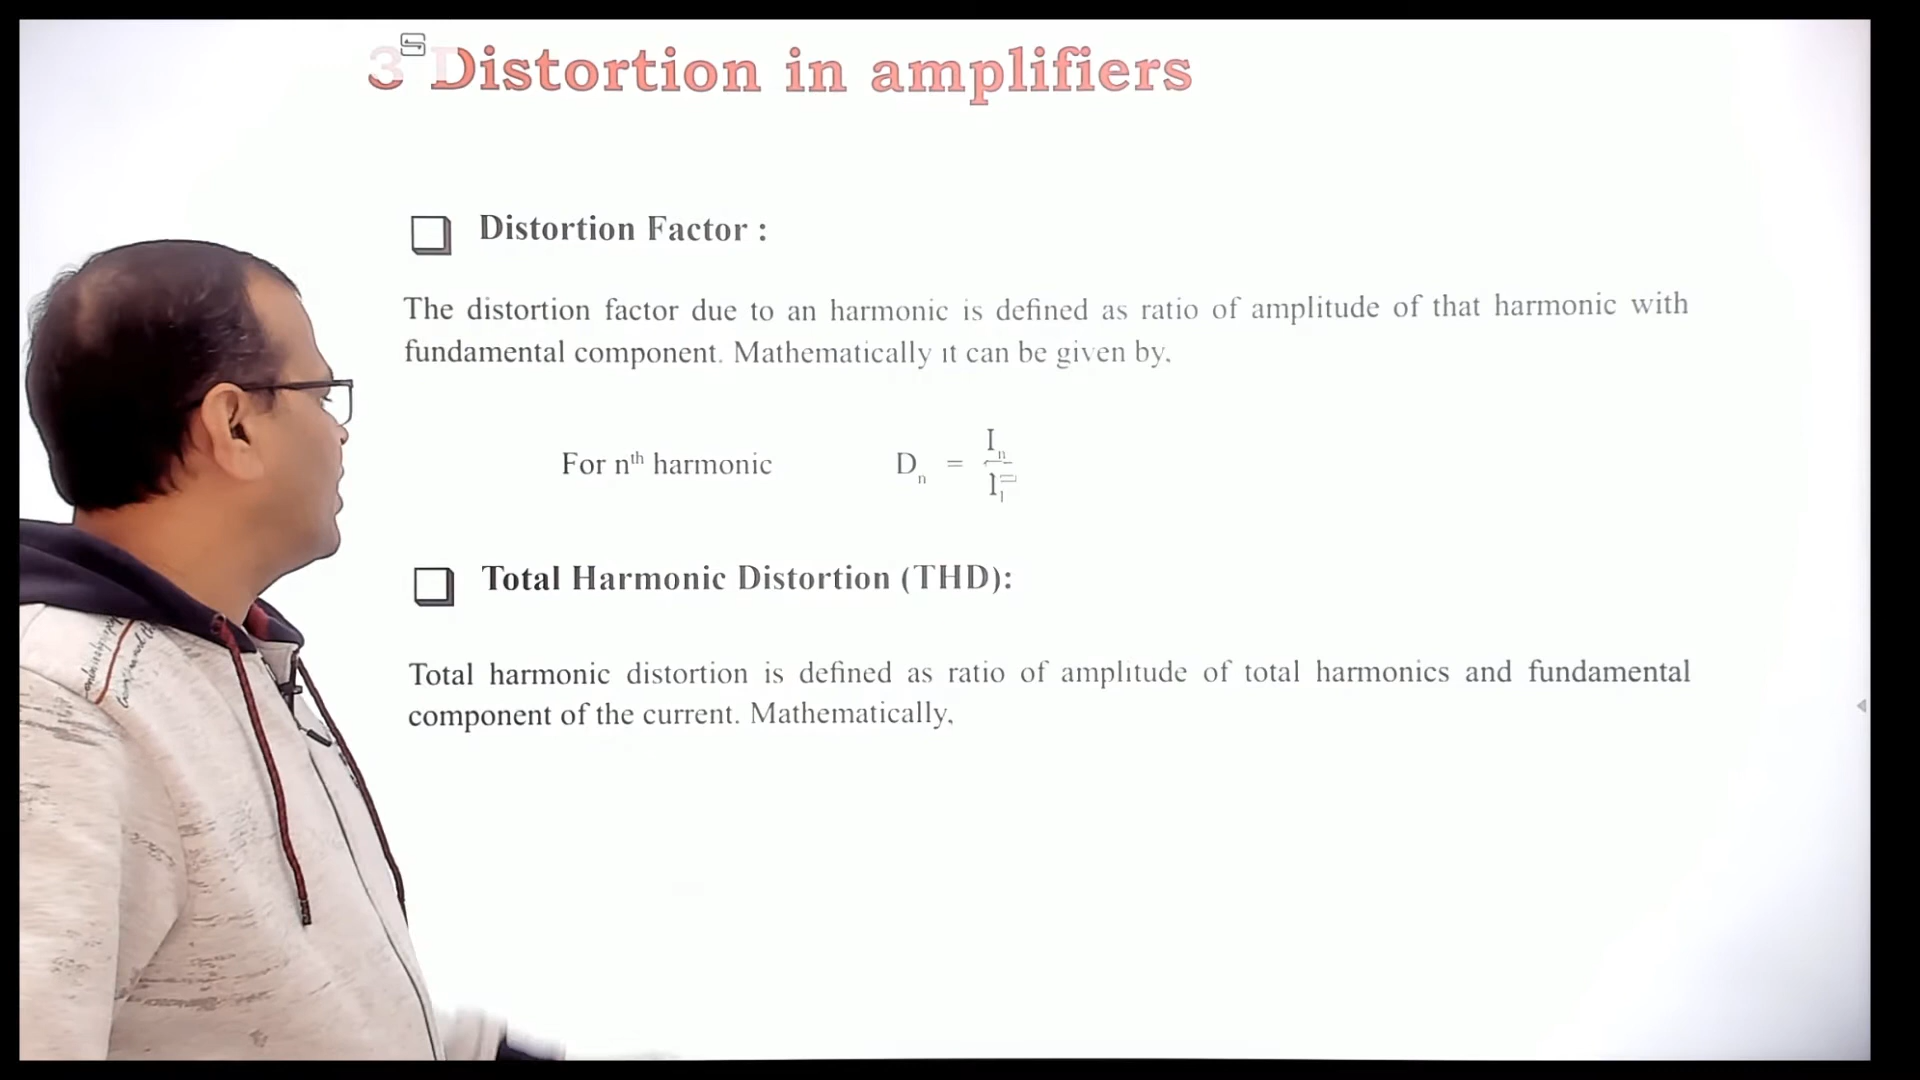 3 Distortion in amplifiers
Distortion Factor :
The distortion factor due to an harmonic is defined as ratio of amplitude of that harmonic with
fundamental component. Mathematically it can be given by,
For nth harmonic Dn = In/I1
Total Harmonic Distortion (THD):
Total harmonic distortion is defined as ratio of amplitude of total harmonics and fundamental
component of the current. Mathematically,